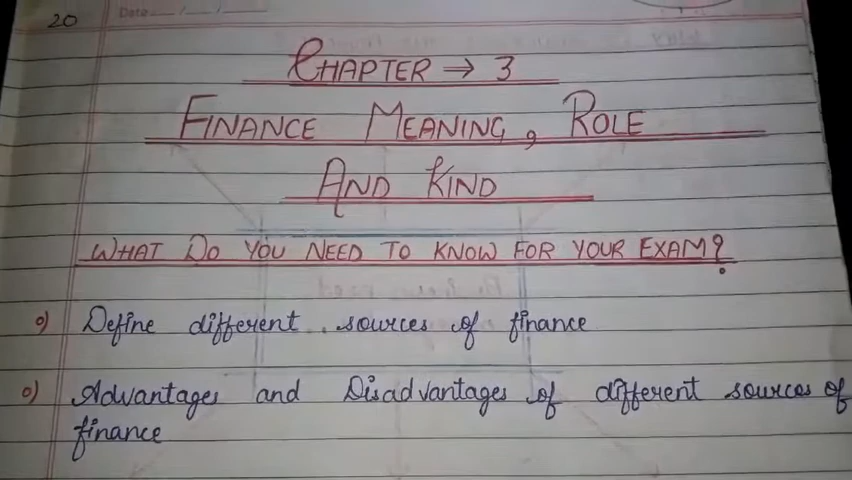 20
Date
CHAPTER → 3
FINANCE MEANING, ROLE
AND KIND
WHAT DO YOU NEED TO KNOW FOR YOUR EXAM?
o) Define different sources of finance
o) Advantages and Disadvantages of different sources of
finance